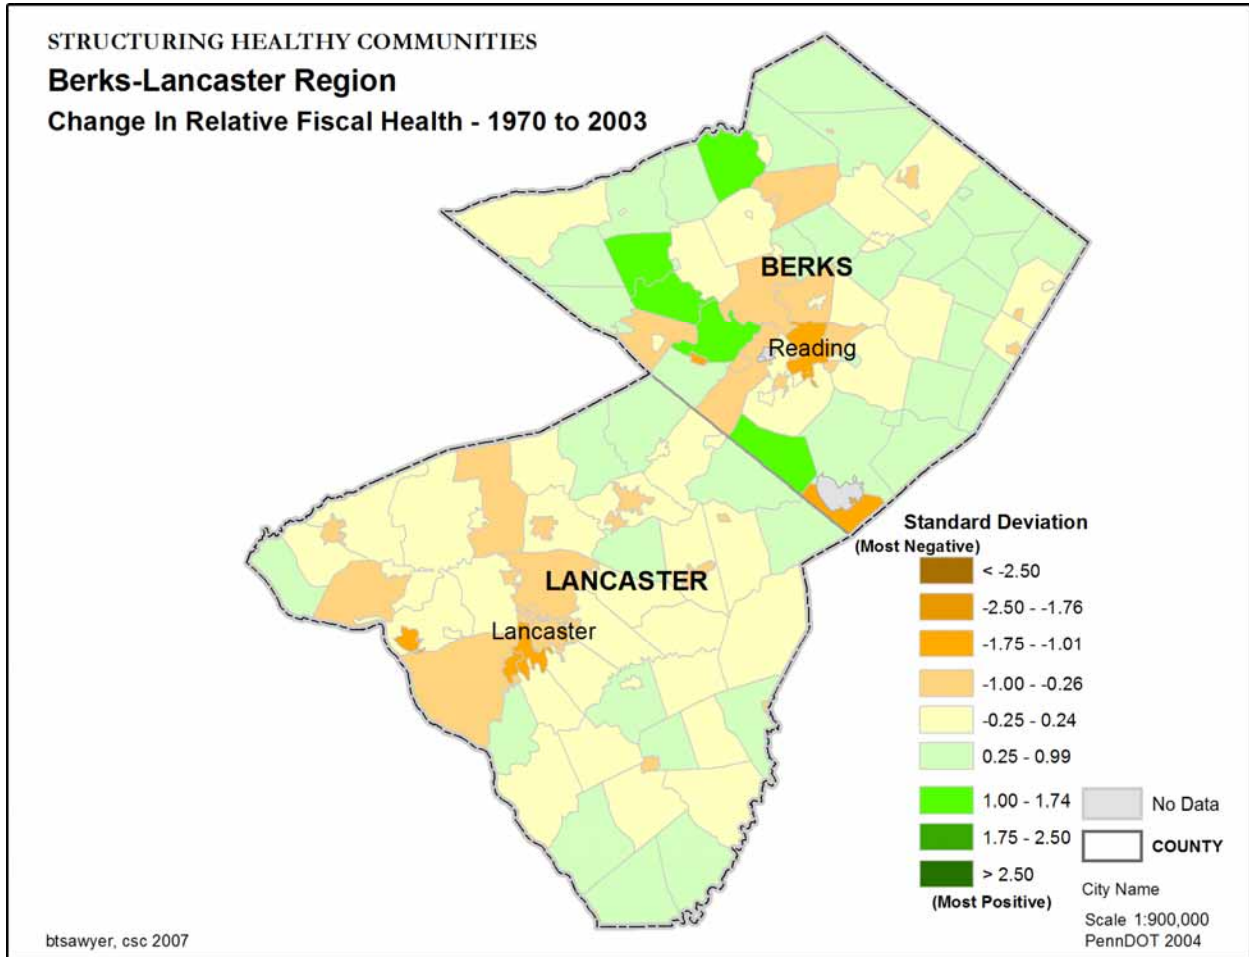 STRUCTURING HEALTHY COMMUNITIES
Berks-Lancaster Region
Change In Relative Fiscal Health - 1970 to 2003
BERKS
Reading
LANCASTER
Lancaster
Standard Deviation
(Most Negative)
< -2.50
-2.50 - -1.76
-1.75 - -1.01
-1.00 - -0.26
-0.25 - 0.24
0.25 - 0.99
1.00 - 1.74
1.75 - 2.50
> 2.50
(Most Positive)
No Data
COUNTY
City Name
Scale 1:900,000
PennDOT 2004
btsawyer, csc 2007